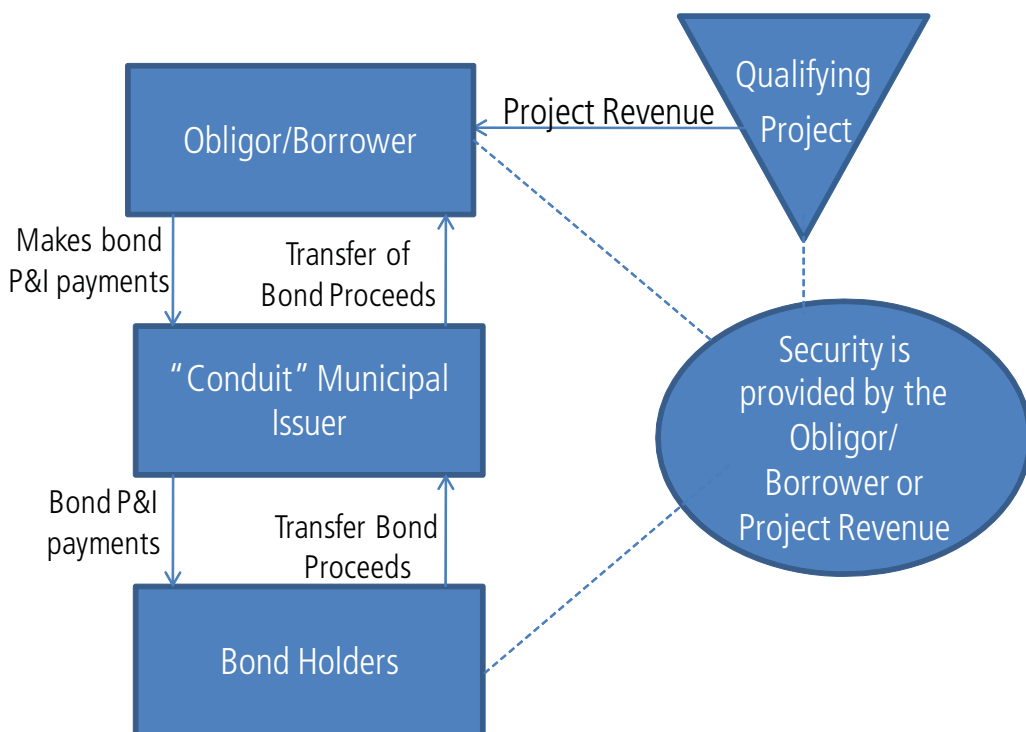 Qualifying
Project
Project Revenue
Obligor/Borrower
Makes bond
P&I payments
Transfer of
Bond Proceeds
“Conduit” Municipal
Issuer
Security is
provided by the
Obligor/
Borrower or
Project Revenue
Bond P&I
payments
Transfer Bond
Proceeds
Bond Holders